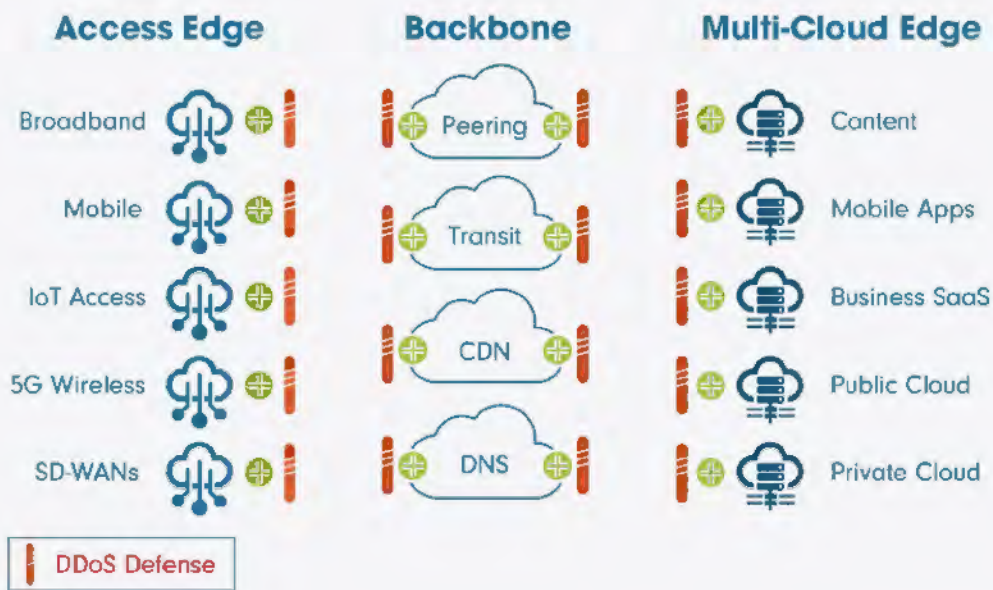 Access Edge
Backbone
Multi-Cloud Edge
Broadband
Peering
Cantent
Mobile
Transit
Mobile Apps
IoT Access
CDN
Business SaaS
5G Wireless
DNS
Public Cloud
SD-WANs
Private Cloud
DDoS Defense